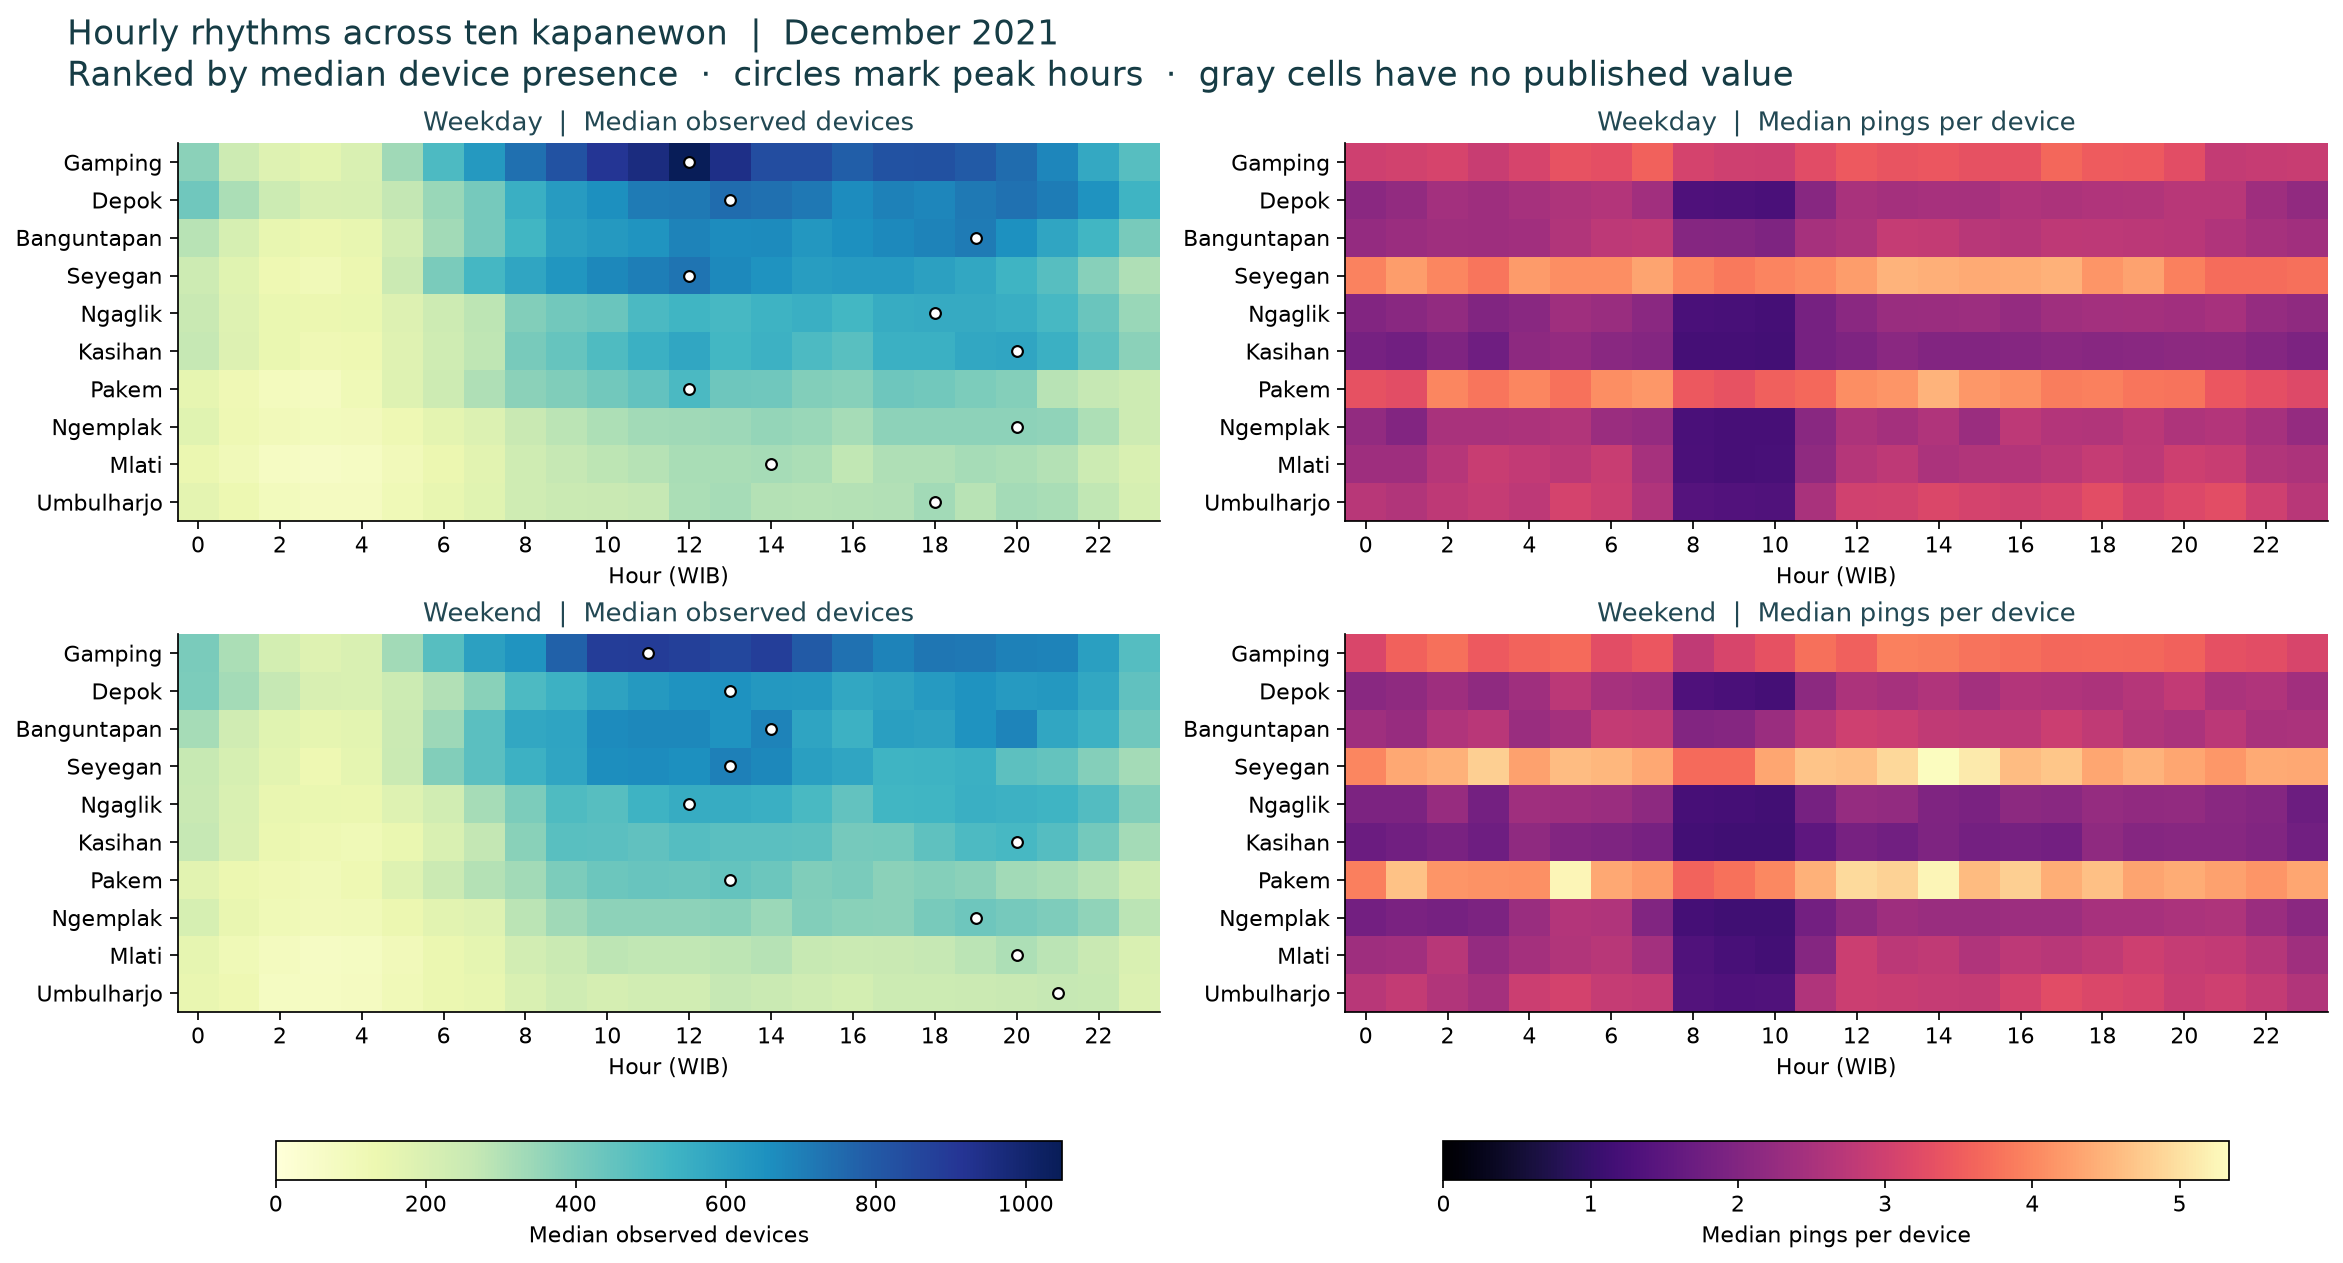 Hourly rhythms across ten kapanewon | December 2021
Ranked by median device presence · circles mark peak hours · gray cells have no published value
Weekday | Median observed devices
Gamping
Depok
Banguntapan
Seyegan
Ngaglik
Kasihan
Pakem
Ngemplak
Mlati
Umbulharjo
0 2 4 6 8 10 12 14 16 18 20 22
Hour (WIB)
Weekday | Median pings per device
Gamping
Depok
Banguntapan
Seyegan
Ngaglik
Kasihan
Pakem
Ngemplak
Mlati
Umbulharjo
0 2 4 6 8 10 12 14 16 18 20 22
Hour (WIB)
Weekend | Median observed devices
Gamping
Depok
Banguntapan
Seyegan
Ngaglik
Kasihan
Pakem
Ngemplak
Mlati
Umbulharjo
0 2 4 6 8 10 12 14 16 18 20 22
Hour (WIB)
Weekend | Median pings per device
Gamping
Depok
Banguntapan
Seyegan
Ngaglik
Kasihan
Pakem
Ngemplak
Mlati
Umbulharjo
0 2 4 6 8 10 12 14 16 18 20 22
Hour (WIB)
0 200 400 600 800 1000
Median observed devices
0 1 2 3 4 5
Median pings per device